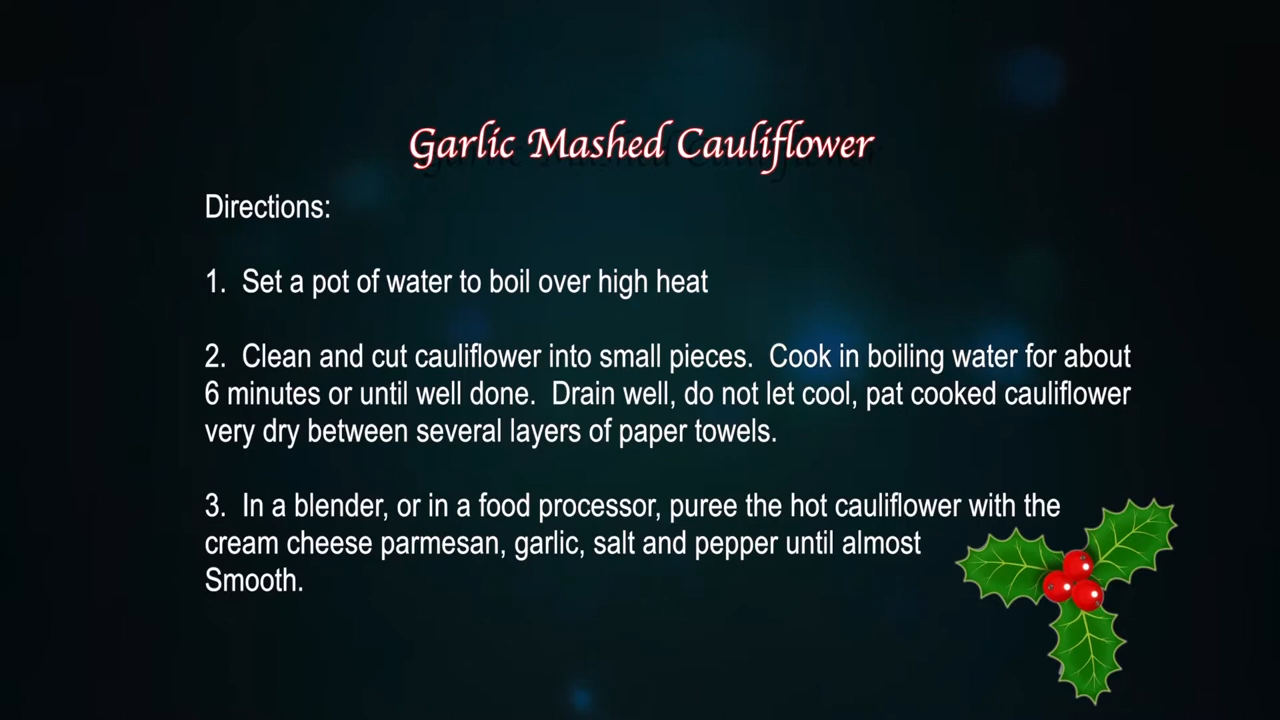 Garlic Mashed Cauliflower
Directions:
1.  Set a pot of water to boil over high heat
2.  Clean and cut cauliflower into small pieces.  Cook in boiling water for about
6 minutes or until well done.  Drain well, do not let cool, pat cooked cauliflower
very dry between several layers of paper towels.
3.  In a blender, or in a food processor, puree the hot cauliflower with the
cream cheese parmesan, garlic, salt and pepper until almost
Smooth.